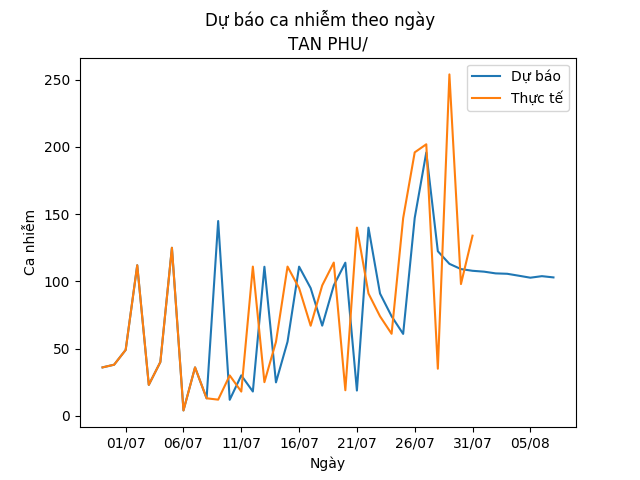 Dự báo ca nhiễm theo ngày
TAN PHU/
Dự báo
Thực tế
250
200
150
100
50
0
Ca nhiễm
01/07 06/07 11/07 16/07 21/07 26/07 31/07 05/08
Ngày